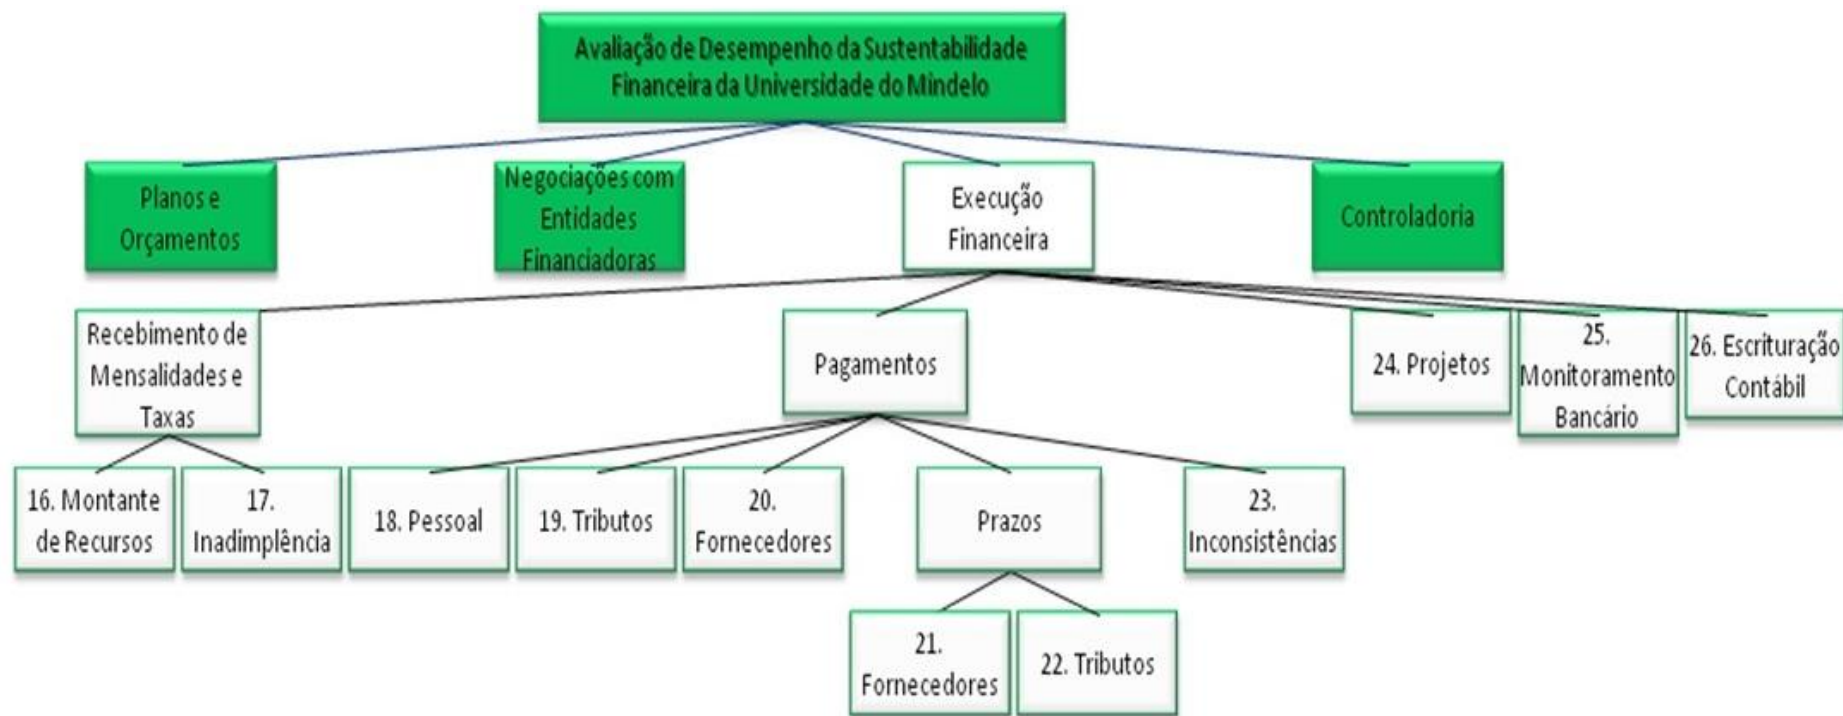 Avaliação de Desempenho da Sustentabilidade
Financeira da Universidade do Mindelo
Planos e
Orçamentos
Negociações com
Entidades
Financiadoras
Execução
Financeira
Controladoria
Recebimento de
Mensalidades e
Taxas
Pagamentos
24. Projetos
25.
Monitoramento
Bancário
26. Escrituração
Contábil
16. Montante
de Recursos
17.
Inadimplência
18. Pessoal
19. Tributos
20.
Fornecedores
Prazos
23.
Inconsistências
21.
Fornecedores
22. Tributos